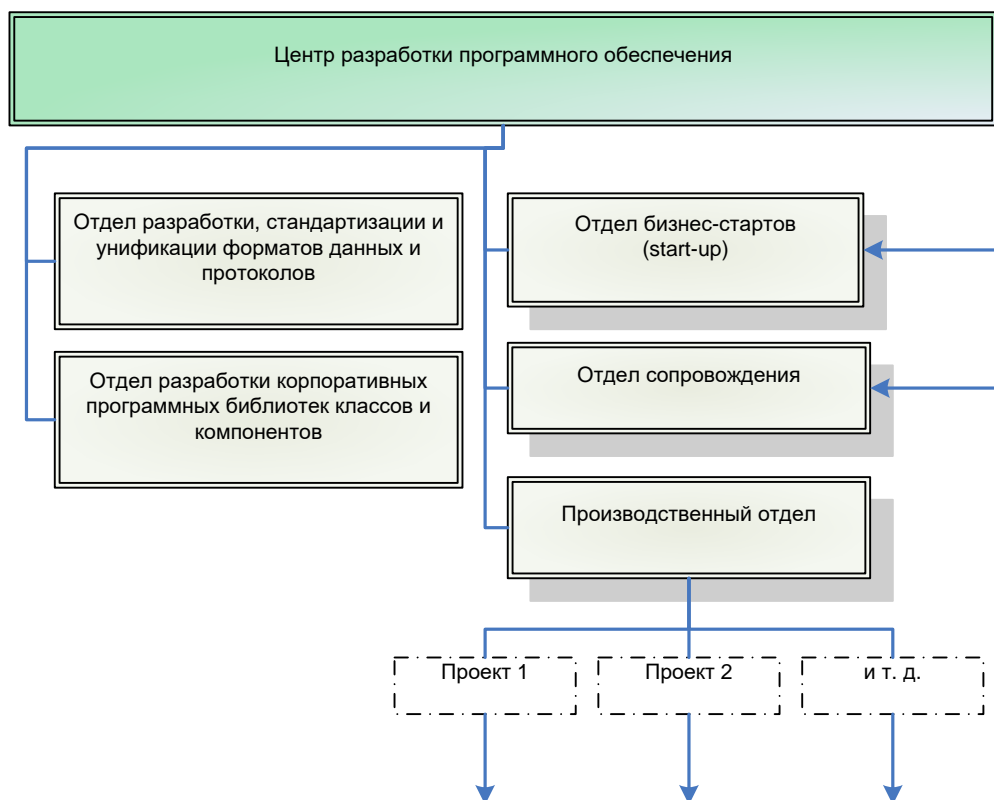 Центр разработки программного обеспечения
Отдел разработки, стандартизации и
унификации форматов данных и
протоколов
Отдел бизнес-стартов
(start-up)
Отдел разработки корпоративных
программных библиотек классов и
компонентов
Отдел сопровождения
Производственный отдел
Проект 1
Проект 2
и т. д.